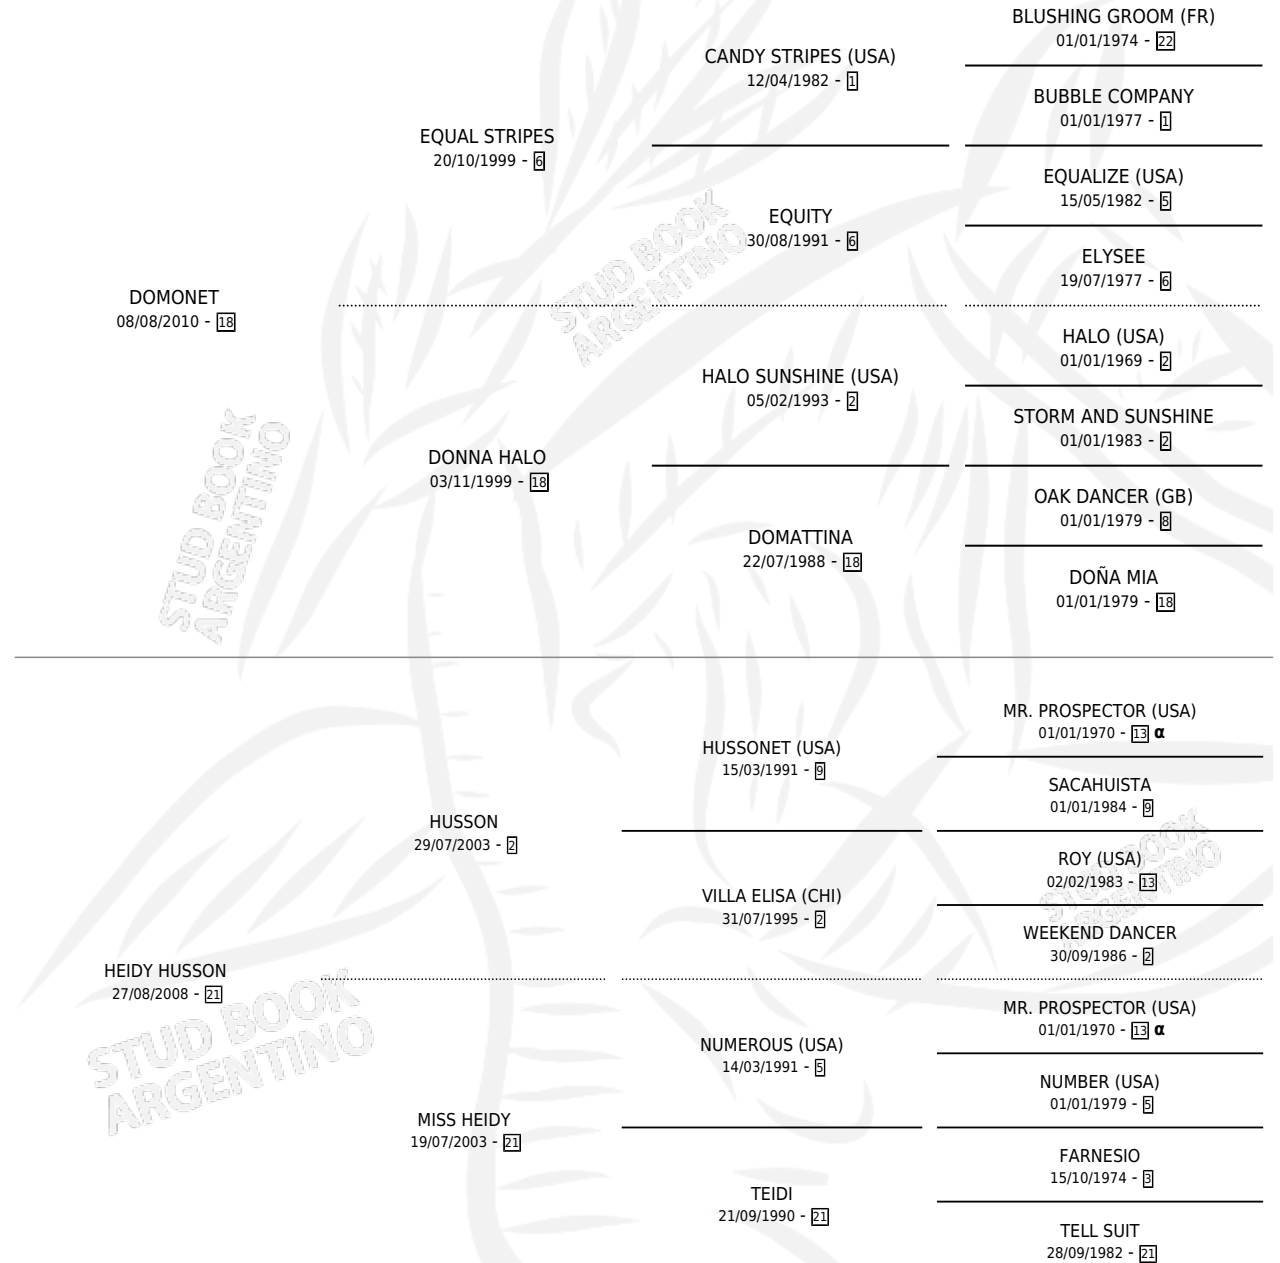 BLUSHING GROOM (FR)
01/01/1974 - 22
CANDY STRIPES (USA)
12/04/1982 - 1
BUBBLE COMPANY
01/01/1977 - 1
EQUAL STRIPES
20/10/1999 - 6
EQUALIZE (USA)
15/05/1982 - 5
EQUITY
30/08/1991 - 6
ELYSEE
19/07/1977 - 6
DOMONET
08/08/2010 - 18
HALO (USA)
01/01/1969 - 2
HALO SUNSHINE (USA)
05/02/1993 - 2
STORM AND SUNSHINE
01/01/1983 - 2
DONNA HALO
03/11/1999 - 18
OAK DANCER (GB)
01/01/1979 - 8
DOMATTINA
22/07/1988 - 18
DOÑA MIA
01/01/1979 - 18
MR. PROSPECTOR (USA)
01/01/1970 - 13 α
HUSSONET (USA)
15/03/1991 - 9
SACAHUISTA
01/01/1984 - 9
HUSSON
29/07/2003 - 2
ROY (USA)
02/02/1983 - 13
VILLA ELISA (CHI)
31/07/1995 - 2
WEEKEND DANCER
30/09/1986 - 2
HEIDY HUSSON
27/08/2008 - 21
MR. PROSPECTOR (USA)
01/01/1970 - 13 α
NUMEROUS (USA)
14/03/1991 - 5
NUMBER (USA)
01/01/1979 - 5
MISS HEIDY
19/07/2003 - 21
FARNESIO
15/10/1974 - 3
TEIDI
21/09/1990 - 21
TELL SUIT
28/09/1982 - 21
STUD BOOK
ARGENTINO
STUD BOOK
ARGENTINO
STUD BOOK
ARGENTINO
STUD BOOK
ARGENTINO